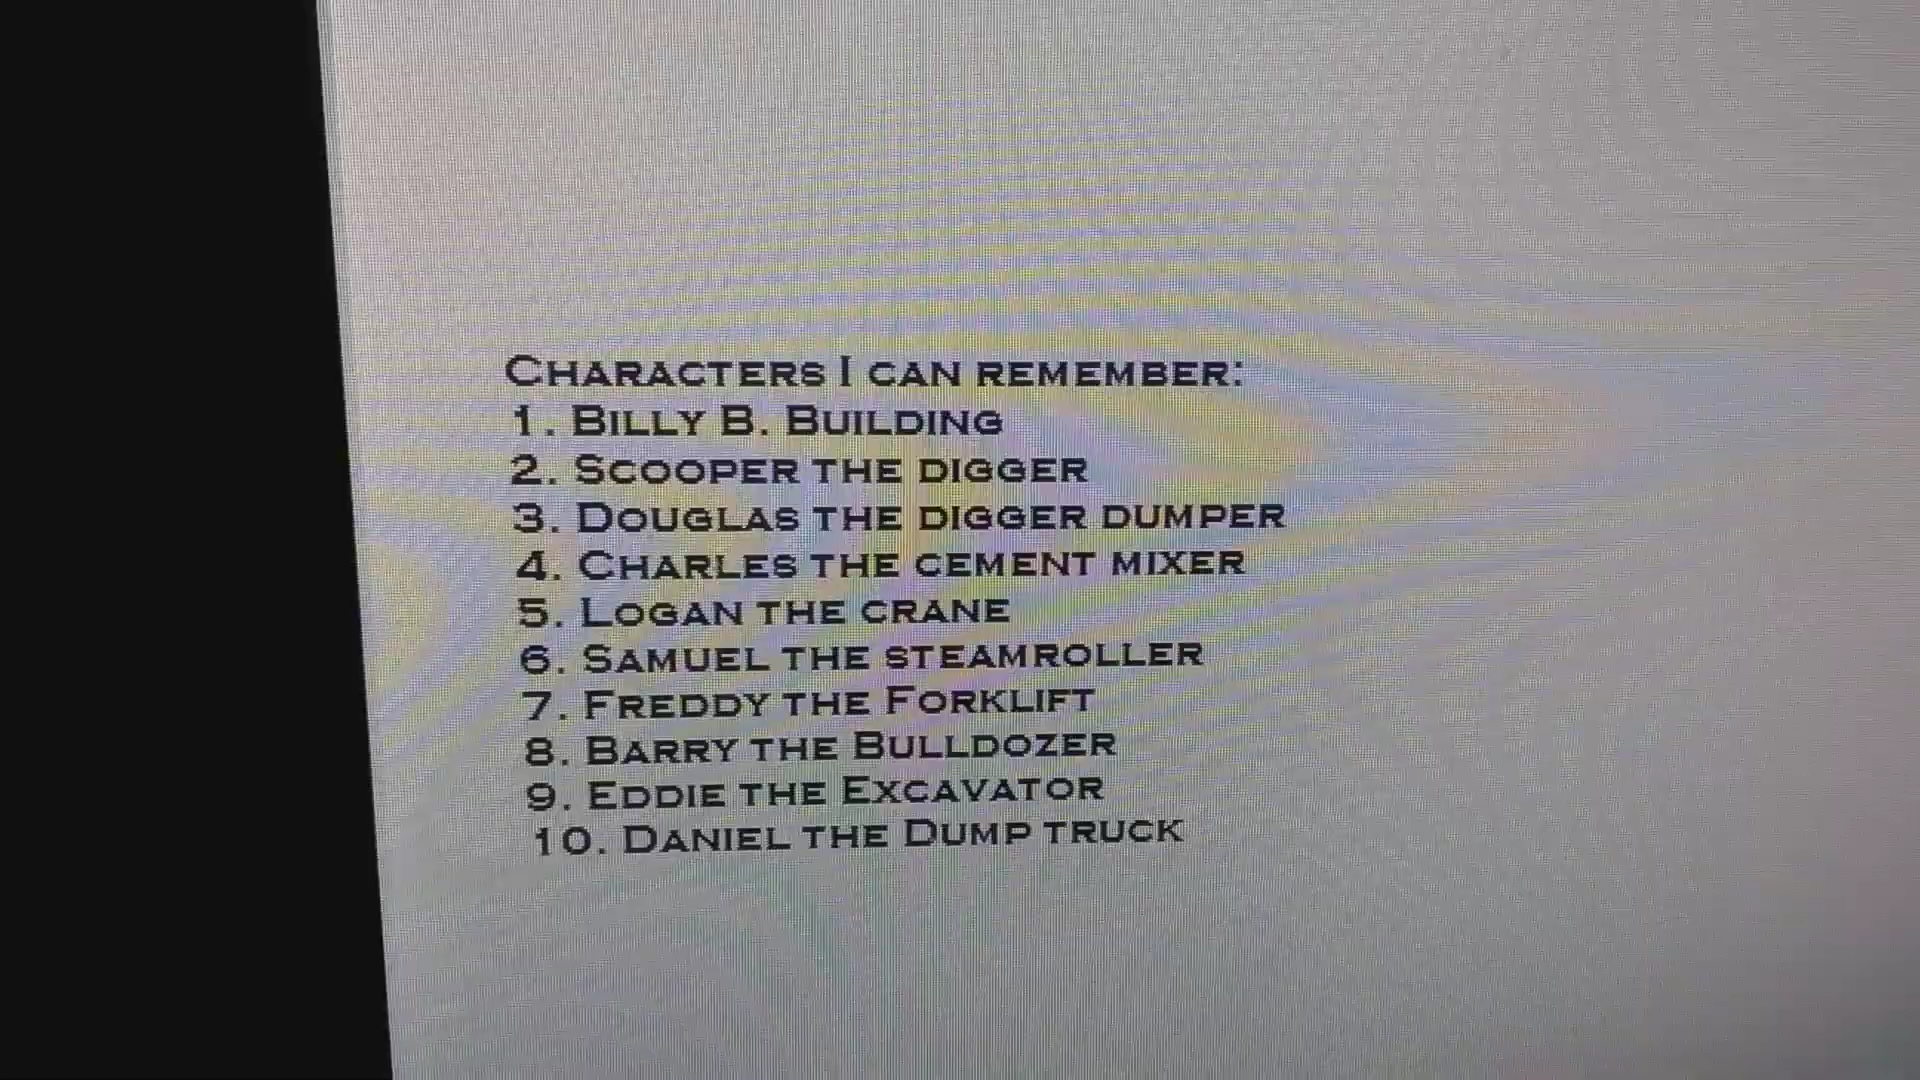 Characters I can remember:
1. Billy B. Building
2. Scooper the digger
3. Douglas the digger dumper
4. Charles the cement mixer
5. Logan the crane
6. Samuel the steamroller
7. Freddy the Forklift
8. Barry the Bulldozer
9. Eddie the Excavator
10. Daniel the Dump truck